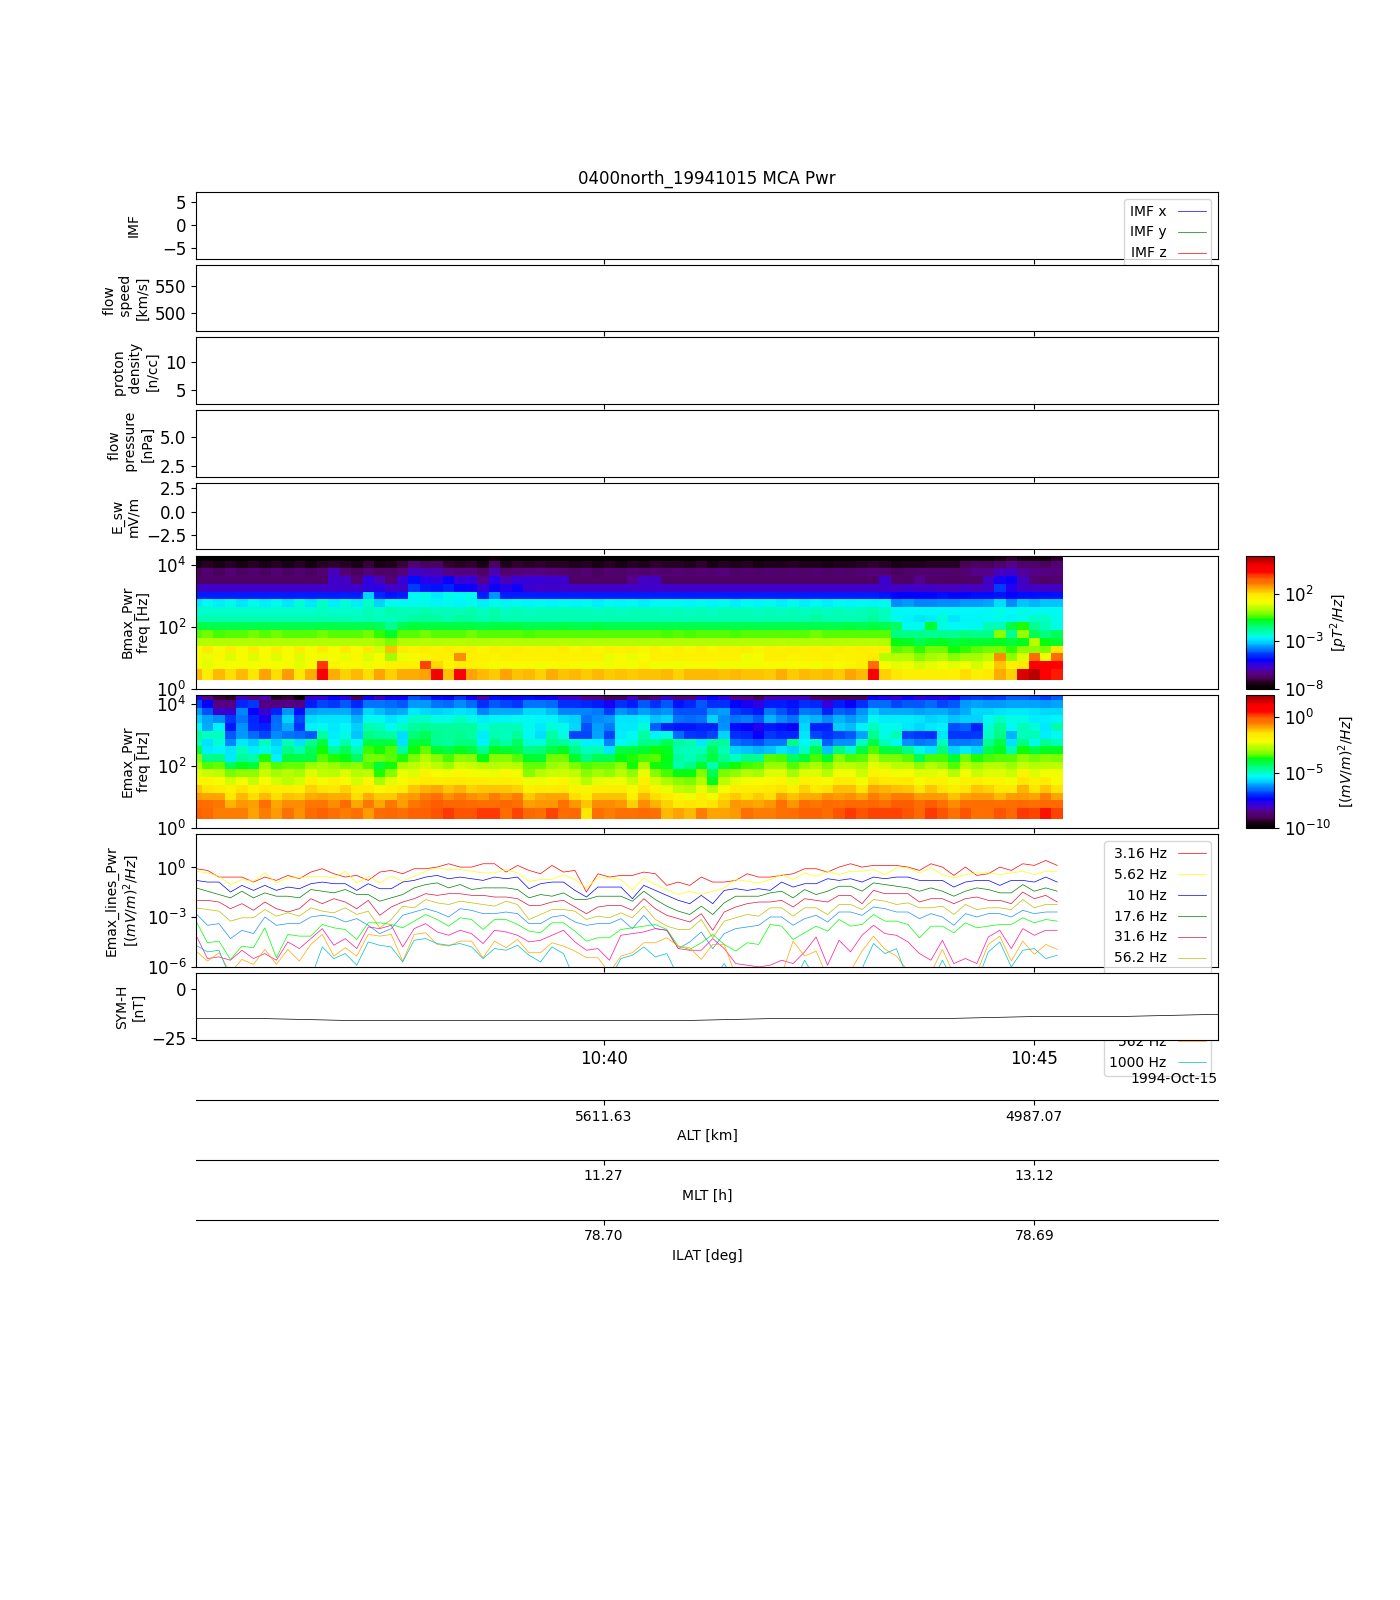 0400north_19941015 MCA Pwr
IMF
5
0
−5
IMF x
IMF y
IMF z
flow
speed
[km/s]
550
500
proton
density
[n/cc]
10
5
flow
pressure
[nPa]
5.0
2.5
E_sw
mV/m
2.5
0.0
−2.5
Bmax_Pwr
freq [Hz]
10^4
10^2
10^0
10^2
10^−3
10^−8
[pT^2/Hz]
Emax_Pwr
freq [Hz]
10^4
10^2
10^0
10^0
10^−5
10^−10
[(mV/m)^2/Hz]
Emax_lines_Pwr
[(mV/m)^2/Hz]
10^0
10^−3
10^−6
3.16 Hz
5.62 Hz
10 Hz
17.6 Hz
31.6 Hz
56.2 Hz
SYM-H
[nT]
0
−25
562 Hz
1000 Hz
10:40
10:45
1994-Oct-15
5611.63
4987.07
ALT [km]
11.27
13.12
MLT [h]
78.70
78.69
ILAT [deg]